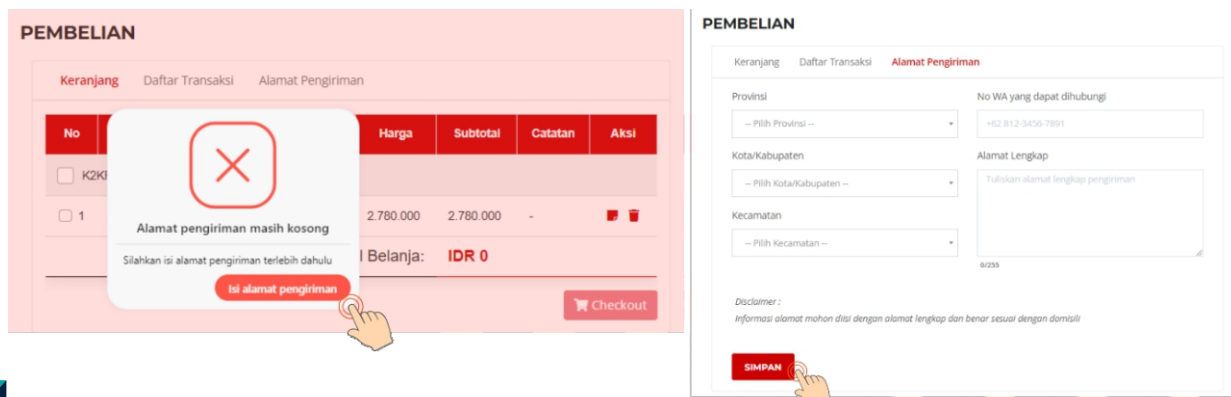 PEMBELIAN
Keranjang Daftar Transaksi Alamat Pengiriman
No Harga Subtotal Catatan Aksi
1 2.780.000 2.780.000 -
Belanja: IDR 0
Checkout
Alamat pengiriman masih kosong
Silahkan isi alamat pengiriman terlebih dahulu
Isi alamat pengiriman
PEMBELIAN
Keranjang Daftar Transaksi Alamat Pengiriman
Provinsi
-- Pilih Provinsi --
Kota/Kabupaten
-- Pilih Kota/Kabupaten --
Kecamatan
-- Pilih Kecamatan --
No WA yang dapat dihubungi
+62 812-3456-7891
Alamat Lengkap
Tuliskan alamat lengkap pengiriman
0/255
Disclaimer :
Informasi alamat mohon diisi dengan alamat lengkap dan benar sesuai dengan domisili
SIMPAN